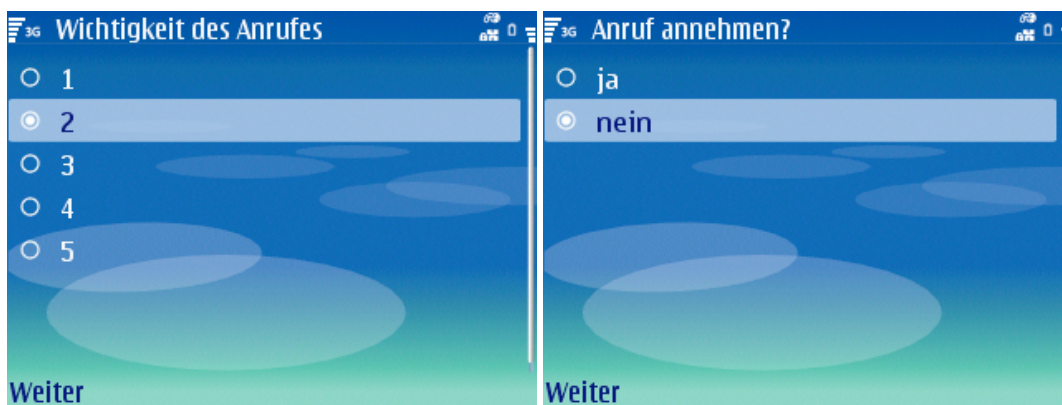 3G Wichtigkeit des Anrufes
1
2
3
4
5
Weiter
3G Anruf annehmen?
ja
nein
Weiter